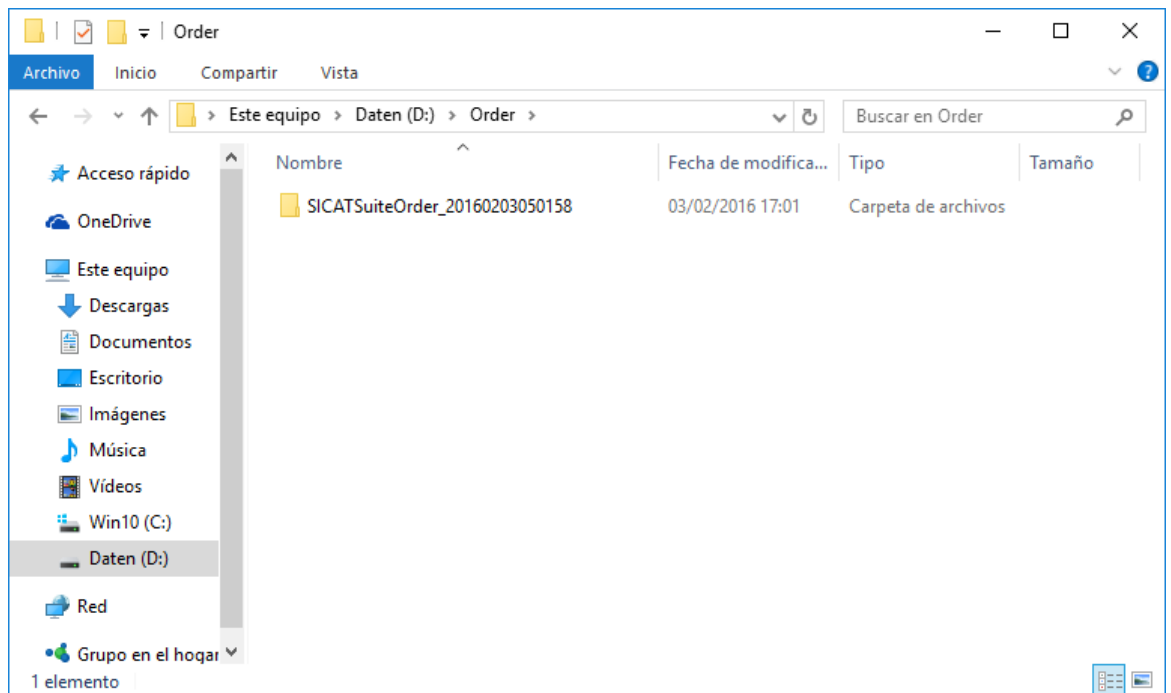 Order
Archivo Inicio Compartir Vista
Este equipo > Daten (D:) > Order > Buscar en Order
Acceso rápido
OneDrive
Este equipo
Descargas
Documentos
Escritorio
Imágenes
Música
Vídeos
Win10 (C:)
Daten (D:)
Red
Grupo en el hogar
Nombre Fecha de modifica... Tipo Tamaño
SICATSuiteOrder_20160203050158 03/02/2016 17:01 Carpeta de archivos
1 elemento